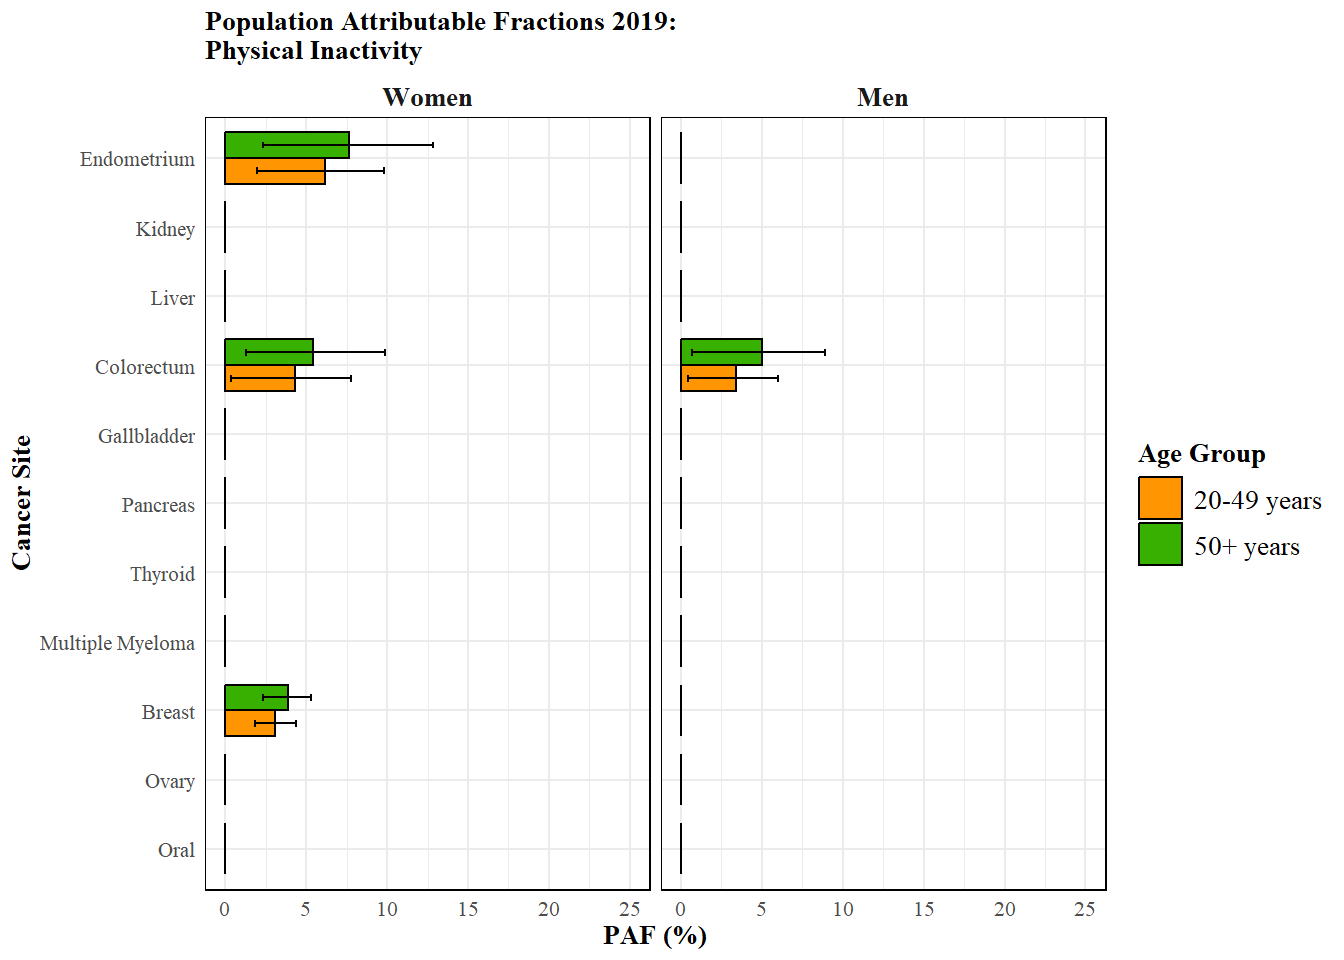 Population Attributable Fractions 2019:
Physical Inactivity
Women
Men
Cancer Site
Endometrium
Kidney
Liver
Colorectum
Gallbladder
Pancreas
Thyroid
Multiple Myeloma
Breast
Ovary
Oral
0 5 10 15 20 25
0 5 10 15 20 25
PAF (%)
Age Group
20-49 years
50+ years